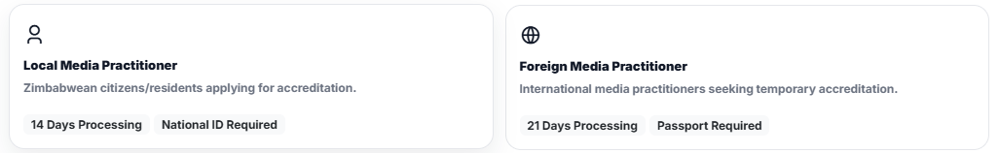 Local Media Practitioner
Zimbabwean citizens/residents applying for accreditation.
14 Days Processing National ID Required
Foreign Media Practitioner
International media practitioners seeking temporary accreditation.
21 Days Processing Passport Required